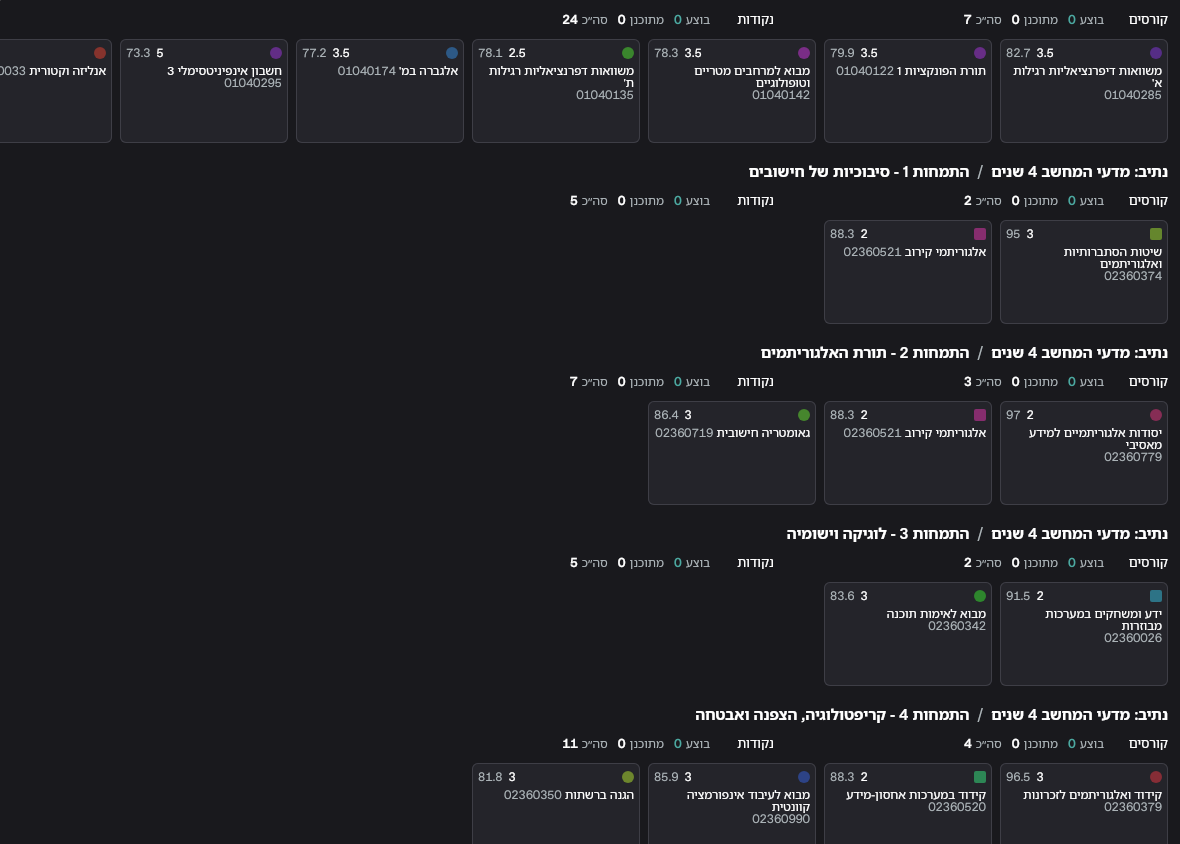 קורסים בוצע 0 מתוכנן 0 סה״כ 7 נקודות בוצע 0 מתוכנן 0 סה״כ 24
3.5 82.7
משוואות דיפרנציאליות רגילות
א'
01040285
3.5 79.9
תורת הפונקציות 1 01040122
3.5 78.3
מבוא למרחבים מטריים
וטופולוגיים
01040142
2.5 78.1
משוואות דפרנציאליות רגילות
ת'
01040135
3.5 77.2
אלגברה במ' 01040174
5 73.3
חשבון אינפיניטסימלי 3
01040295
אנליזה וקטורית 0033
נתיב: מדעי המחשב 4 שנים / התמחות 1 - סיבוכיות של חישובים
קורסים בוצע 0 מתוכנן 0 סה״כ 2 נקודות בוצע 0 מתוכנן 0 סה״כ 5
3 95
שיטות הסתברותיות
ואלגוריתמים
02360374
2 88.3
אלגוריתמי קירוב 02360521
נתיב: מדעי המחשב 4 שנים / התמחות 2 - תורת האלגוריתמים
קורסים בוצע 0 מתוכנן 0 סה״כ 3 נקודות בוצע 0 מתוכנן 0 סה״כ 7
2 97
יסודות אלגוריתמיים למידע
מאסיבי
02360779
2 88.3
אלגוריתמי קירוב 02360521
3 86.4
גאומטריה חישובית 02360719
נתיב: מדעי המחשב 4 שנים / התמחות 3 - לוגיקה וישומיה
קורסים בוצע 0 מתוכנן 0 סה״כ 2 נקודות בוצע 0 מתוכנן 0 סה״כ 5
2 91.5
ידע ומשחקים במערכות
מבוזרות
02360026
3 83.6
מבוא לאימות תוכנה
02360342
נתיב: מדעי המחשב 4 שנים / התמחות 4 - קריפטולוגיה, הצפנה ואבטחה
קורסים בוצע 0 מתוכנן 0 סה״כ 4 נקודות בוצע 0 מתוכנן 0 סה״כ 11
3 96.5
קידוד ואלגוריתמים לזכרונות
02360379
2 88.3
קידוד במערכות אחסון-מידע
02360520
3 85.9
מבוא לעיבוד אינפורמציה
קוונטית
02360990
3 81.8
הגנה ברשתות 02360350